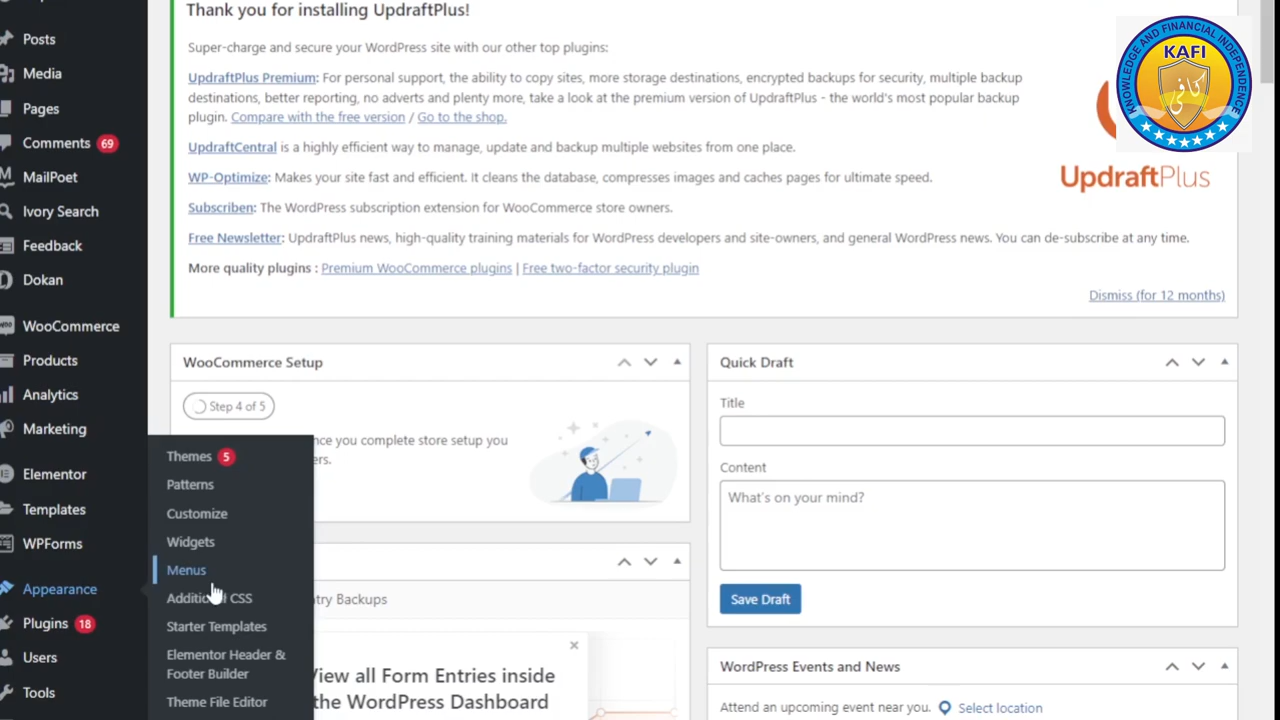 Posts
Media
Pages
Comments 69
MailPoet
Ivory Search
Feedback
Dokan
WooCommerce
Products
Analytics
Marketing
Elementor
Templates
WPForms
Appearance
Plugins 18
Users
Tools
Themes 5
Patterns
Customize
Widgets
Menus
CSS
Starter Templates
Elementor Header &
Footer Builder
Theme File Editor
Thank you for installing UpdraftPlus!
Super-charge and secure your WordPress site with our other top plugins:
UpdraftPlus Premium: For personal support, the ability to copy sites, more storage destinations, encrypted backups for security, multiple backup
destinations, better reporting, no adverts and plenty more, take a look at the premium version of UpdraftPlus - the world's most popular backup
plugin. Compare with the free version / Go to the shop.
UpdraftCentral is a highly efficient way to manage, update and backup multiple websites from one place.
WP-Optimize: Makes your site fast and efficient. It cleans the database, compresses images and caches pages for ultimate speed.
Subscriben: The WordPress subscription extension for WooCommerce store owners.
Free Newsletter: UpdraftPlus news, high-quality training materials for WordPress developers and site-owners, and general WordPress news. You can de-subscribe at any time.
More quality plugins : Premium WooCommerce plugins | Free two-factor security plugin
Dismiss (for 12 months)
UpdraftPlus
KNOWLEDGE AND FINANCIAL INDEPENDENCE
KAFI
كافي
WooCommerce Setup
Step 4 of 5
you complete store setup you
Quick Draft
Title
Content
What's on your mind?
Save Draft
Backups
View all Form Entries inside
the WordPress Dashboard
WordPress Events and News
Attend an upcoming event near you. Select location